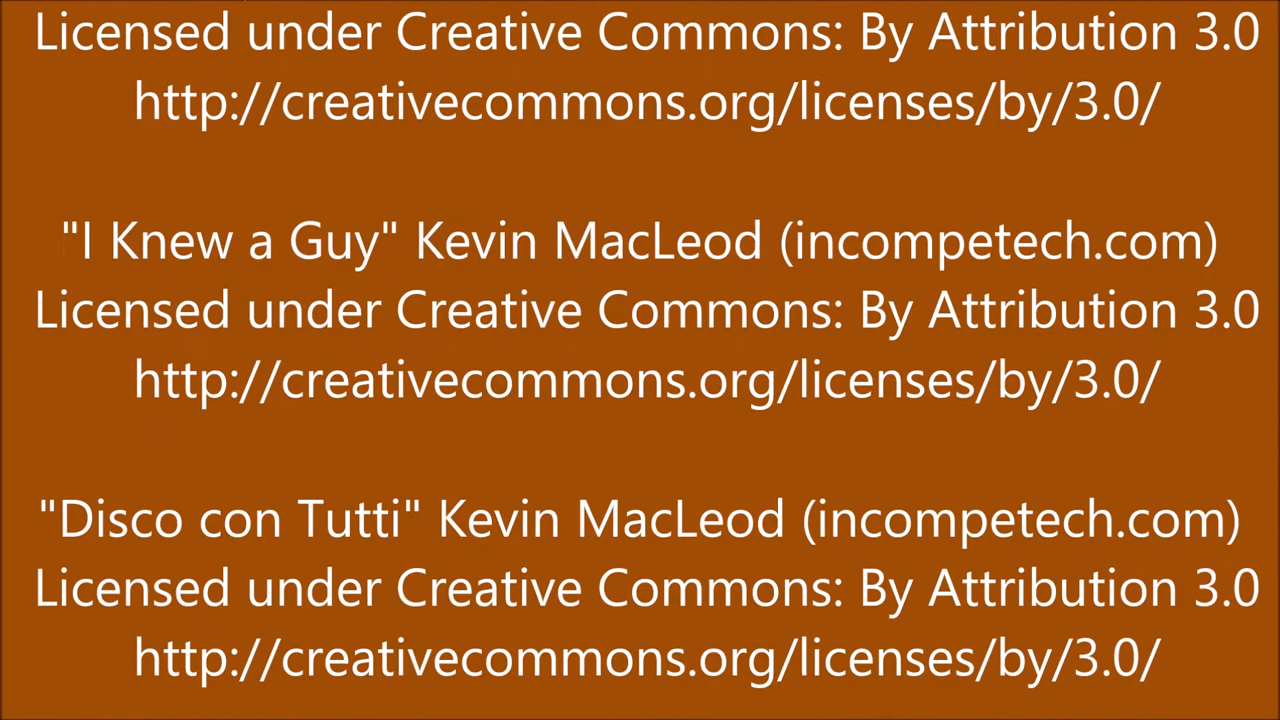 Licensed under Creative Commons: By Attribution 3.0
http://creativecommons.org/licenses/by/3.0/
"I Knew a Guy" Kevin MacLeod (incompetech.com)
Licensed under Creative Commons: By Attribution 3.0
http://creativecommons.org/licenses/by/3.0/
"Disco con Tutti" Kevin MacLeod (incompetech.com)
Licensed under Creative Commons: By Attribution 3.0
http://creativecommons.org/licenses/by/3.0/